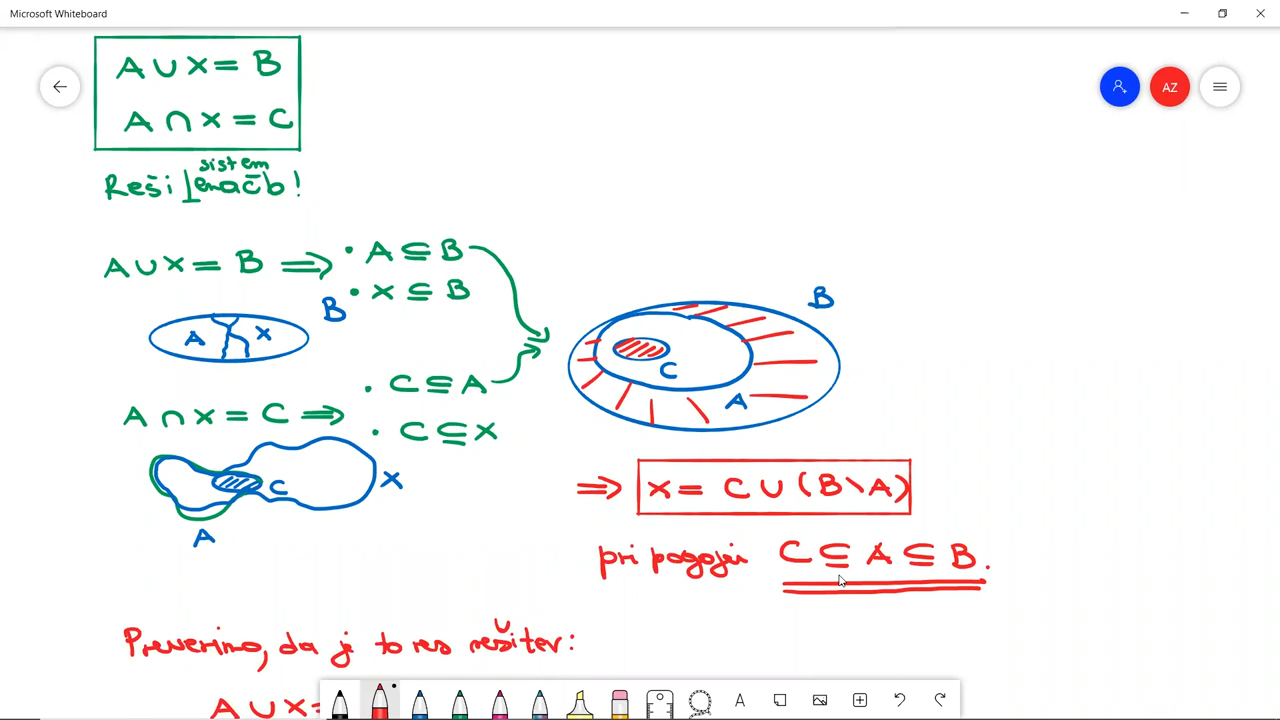 Microsoft Whiteboard
AZ
A ∪ X = B
A ∩ X = C
sistem
Reši enačb!
A ∪ X = B ⟹ • A ⊆ B
• X ⊆ B
B
A X
A ∩ X = C ⟹ • C ⊆ A
• C ⊆ X
C
X
A
B
C
A
⟹ X = C ∪ (B \ A)
pri pogoju C ⊆ A ⊆ B.
Preverimo, da je to res rešitev:
A ∪ X =
A